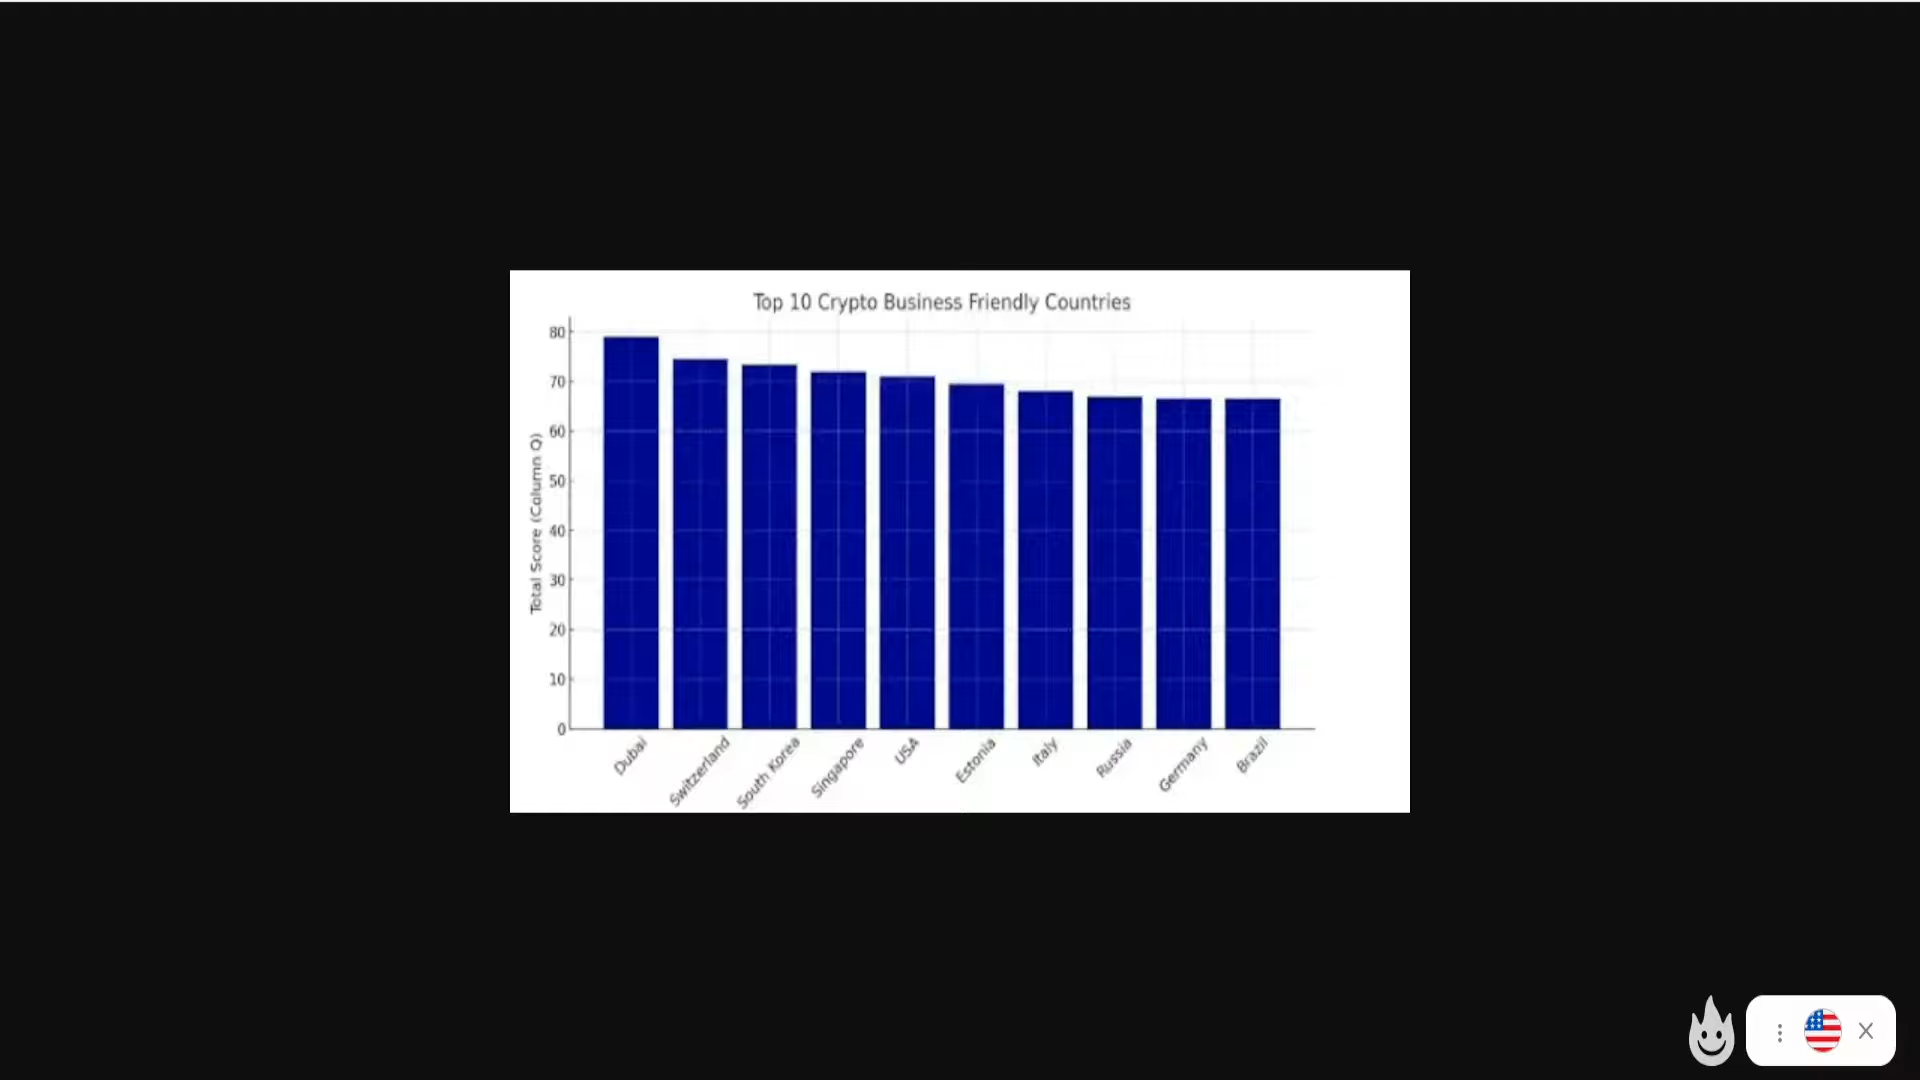 Top 10 Crypto Business Friendly Countries
Total Score (Column Q)
80
70
60
50
40
30
20
10
0
Dubai
Switzerland
South Korea
Singapore
USA
Estonia
Italy
Russia
Germany
Brazil